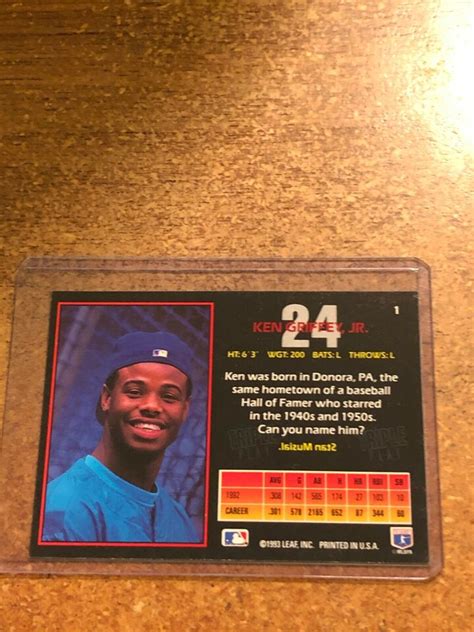 1
24
KEN GRIFFEY, JR.
HT: 6'3" WGT: 200 BATS: L THROWS: L
Ken was born in Donora, PA, the
same hometown of a baseball
Hall of Famer who starred
in the 1940s and 1950s.
Can you name him?
Stan Musial.
TRIPLE TRIPLE
AVG G AB H HR RBI SB
1992 .308 142 565 174 27 103 10
CAREER .301 578 2165 652 87 344 60
©1993 LEAF, INC. PRINTED IN U.S.A.